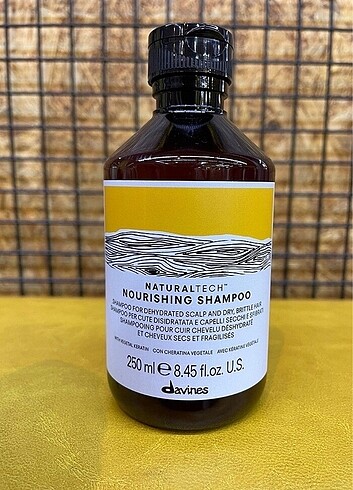 NATURALTECH™
NOURISHING SHAMPOO
SHAMPOO FOR DEHYDRATED SCALP AND DRY, BRITTLE HAIR
SHAMPOO PER CUTE DISIDRATATA E CAPELLI SECCHI E SFIBRATI
SHAMPOOING POUR CUIR CHEVELU DÉSHYDRATÉ
ET CHEVEUX SECS ET FRAGILISÉS
WITH VEGETAL KERATIN CON CHERATINA VEGETALE AVEC KÉRATINE VÉGÉTALE
250 ml ℮ 8.45 fl.oz. U.S.
davines